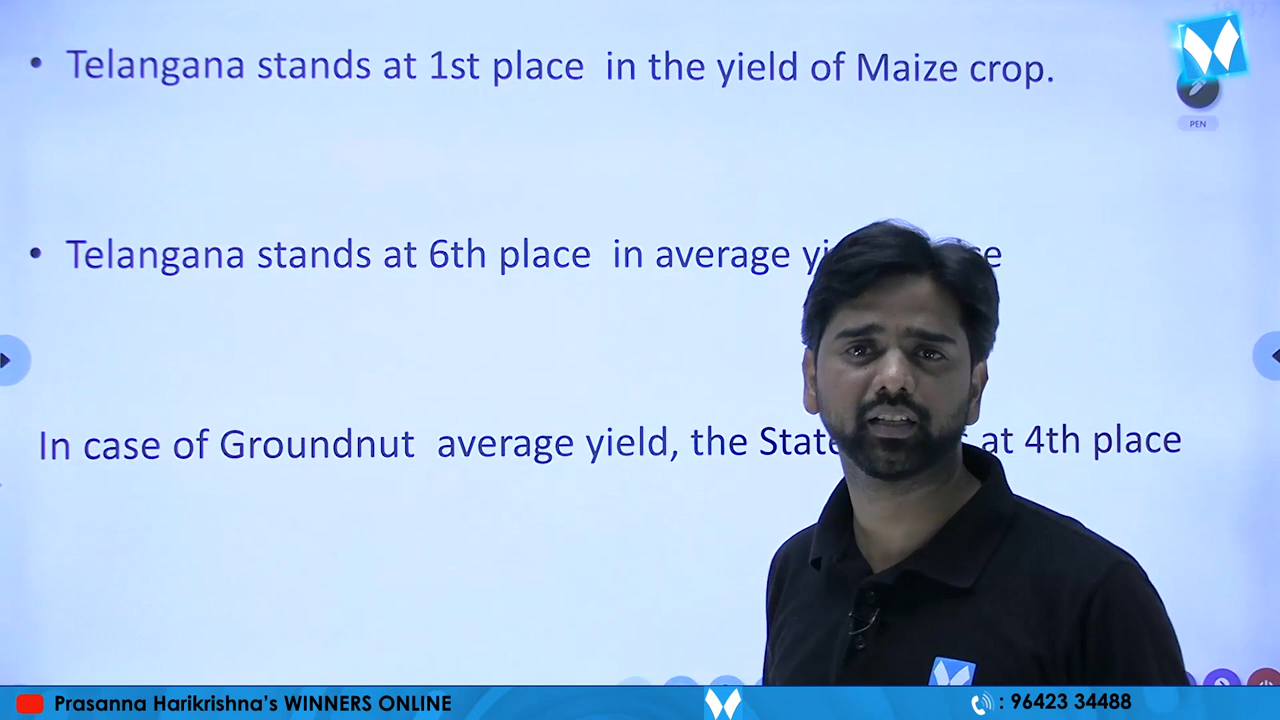 • Telangana stands at 1st place in the yield of Maize crop.
PEN
• Telangana stands at 6th place in average
In case of Groundnut average yield, the State at 4th place
Prasanna Harikrishna's WINNERS ONLINE
: 96423 34488